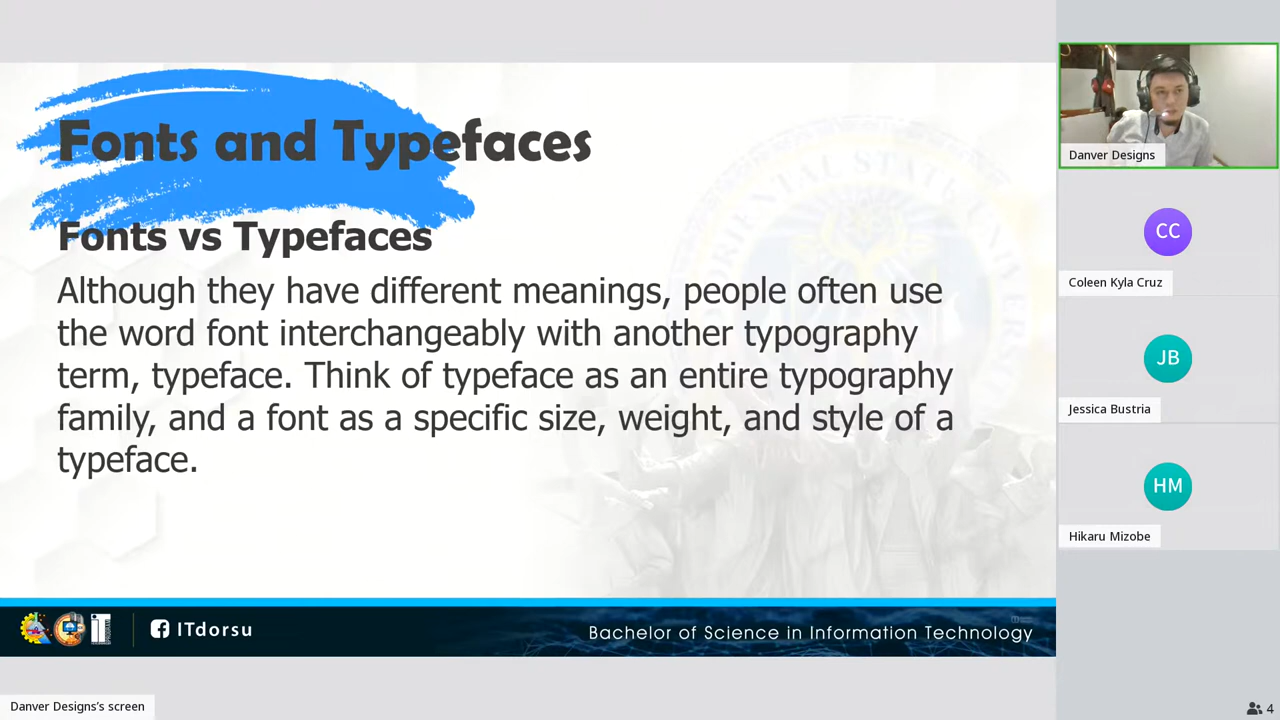 Fonts and Typefaces
Fonts vs Typefaces
Although they have different meanings, people often use
the word font interchangeably with another typography
term, typeface. Think of typeface as an entire typography
family, and a font as a specific size, weight, and style of a
typeface.
ITdorsu
Bachelor of Science in Information Technology
Danver Designs's screen
Danver Designs
CC
Coleen Kyla Cruz
JB
Jessica Bustria
HM
Hikaru Mizobe
4